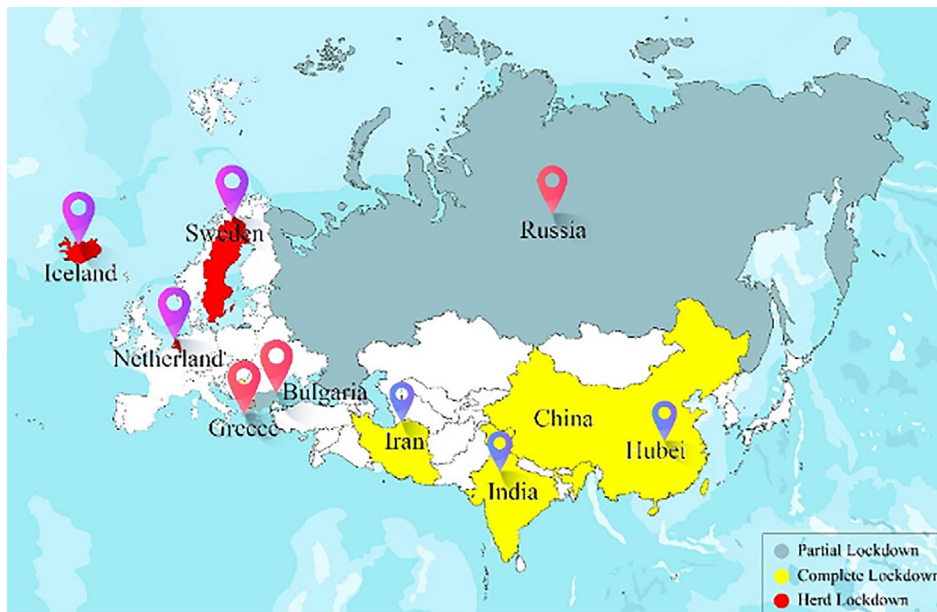 Sweden
Russia
Iceland
Netherland
Bulgaria
Greece
China
Iran
Hubei
India
Partial Lockdown
Complete Lockdown
Herd Lockdown